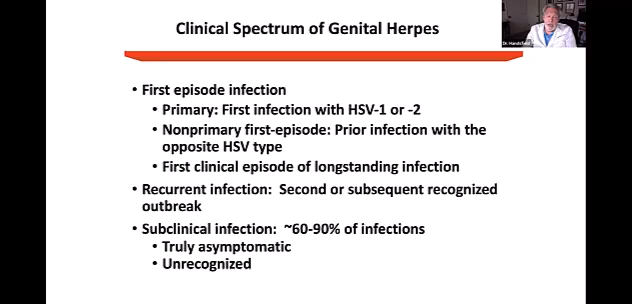 Clinical Spectrum of Genital Herpes
Dr. Handsfield
• First episode infection
• Primary: First infection with HSV-1 or -2
• Nonprimary first-episode: Prior infection with the
opposite HSV type
• First clinical episode of longstanding infection
• Recurrent infection: Second or subsequent recognized
outbreak
• Subclinical infection: ~60-90% of infections
• Truly asymptomatic
• Unrecognized